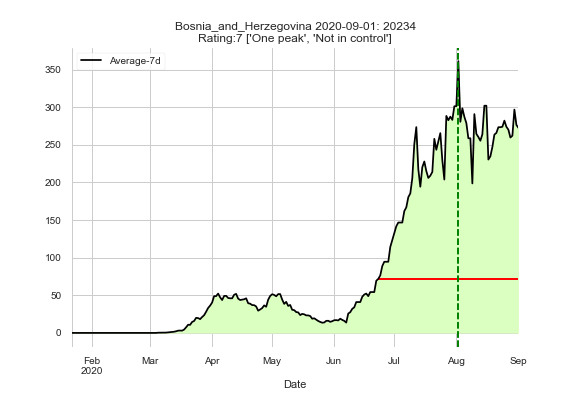 Bosnia_and_Herzegovina 2020-09-01: 20234
Rating:7 ['One peak', 'Not in control']
Average-7d
350
300
250
200
150
100
50
0
Feb Mar Apr May Jun Jul Aug Sep
2020
Date